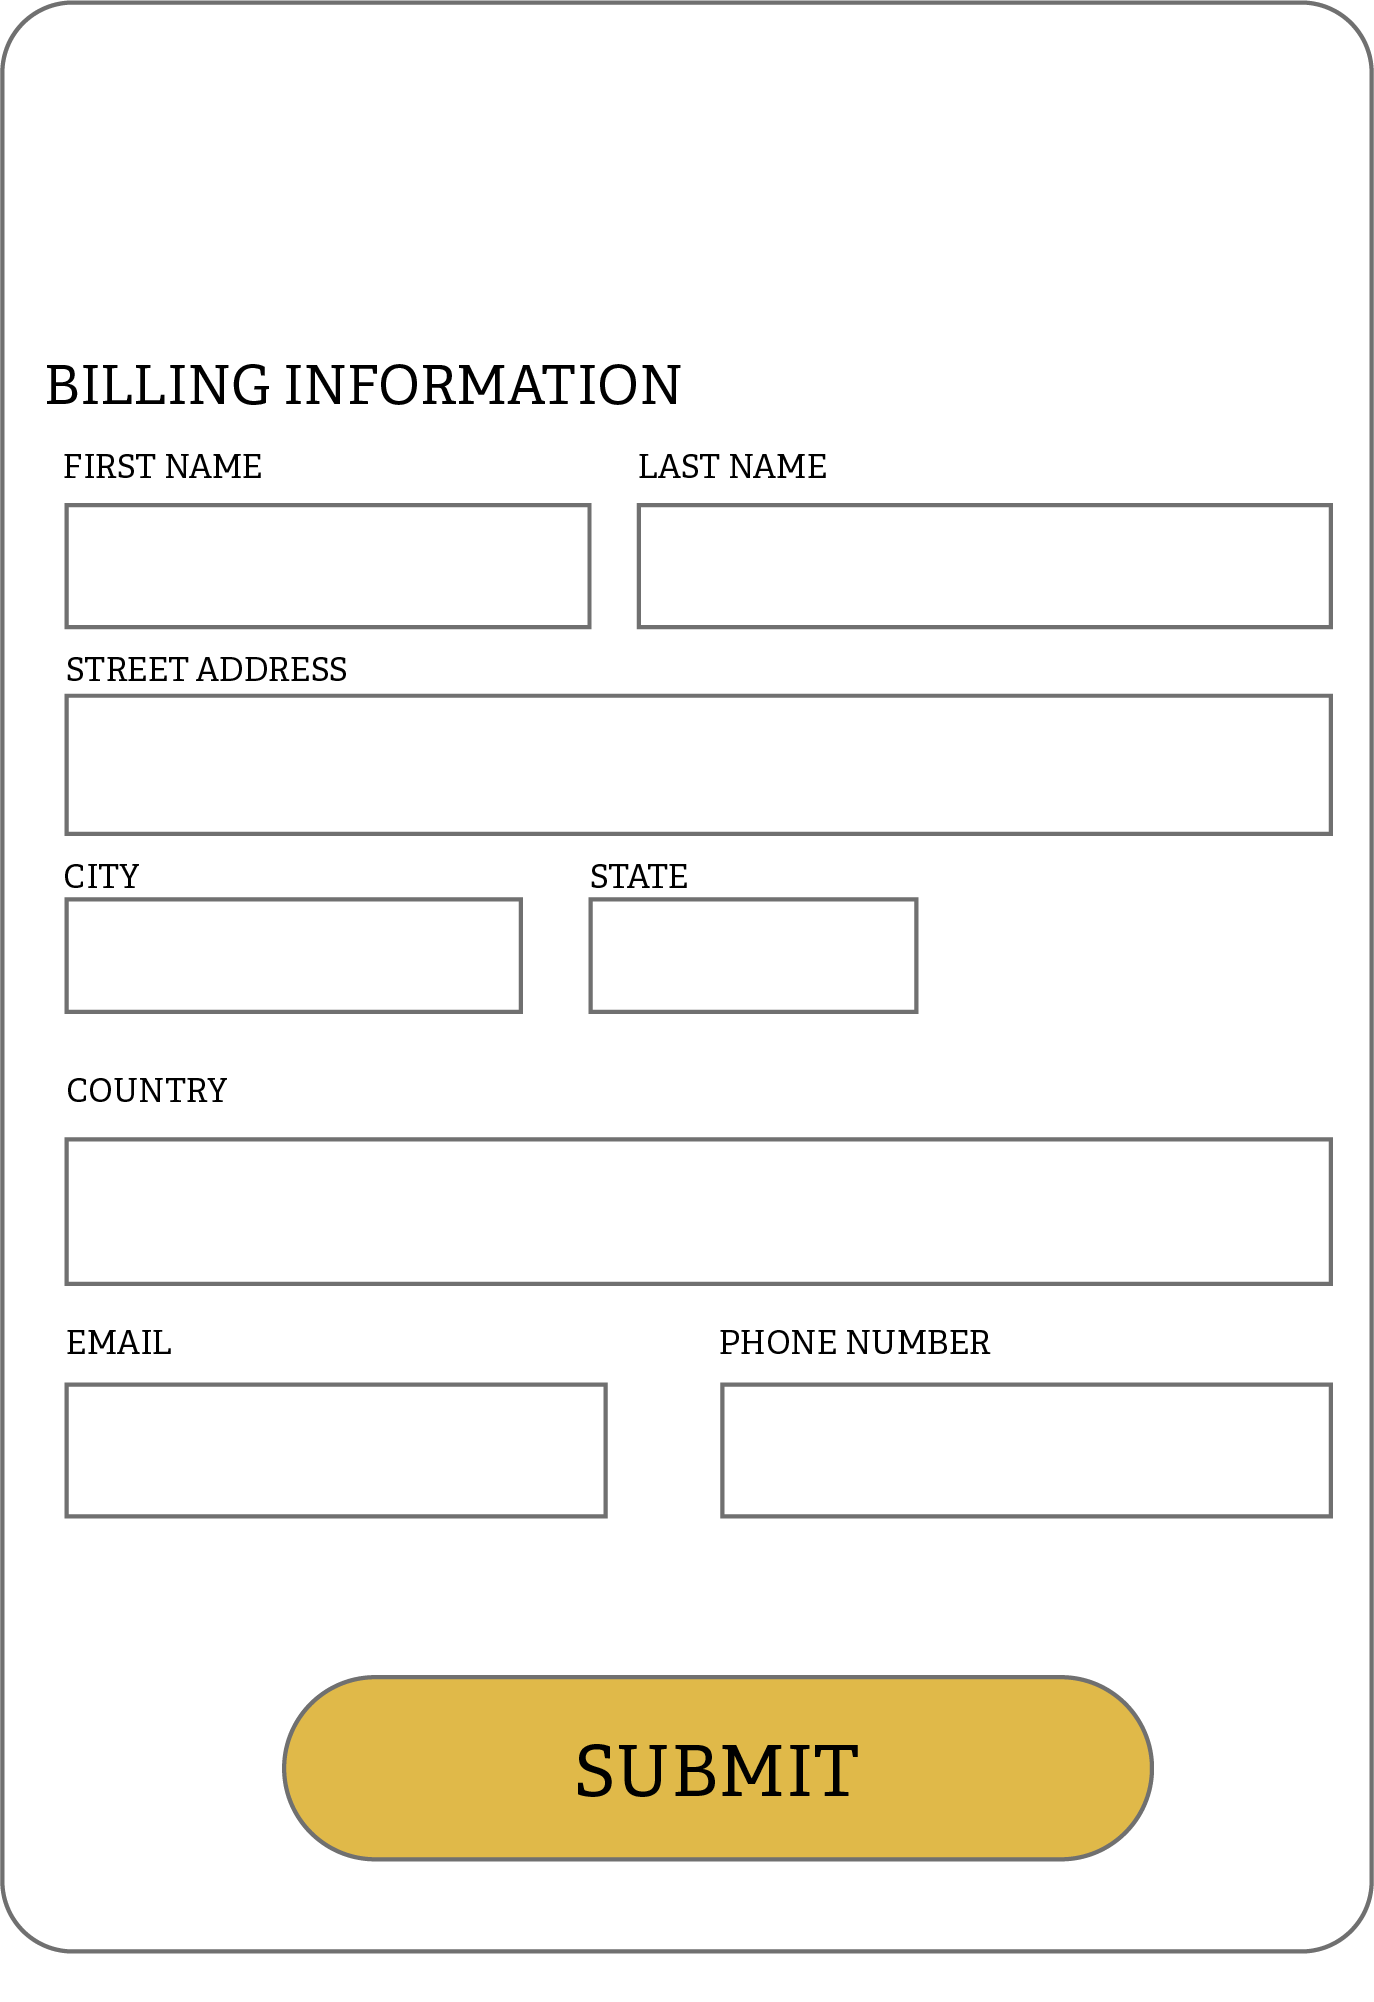 BILLING INFORMATION
FIRST NAME LAST NAME
STREET ADDRESS
CITY STATE
COUNTRY
EMAIL PHONE NUMBER
SUBMIT